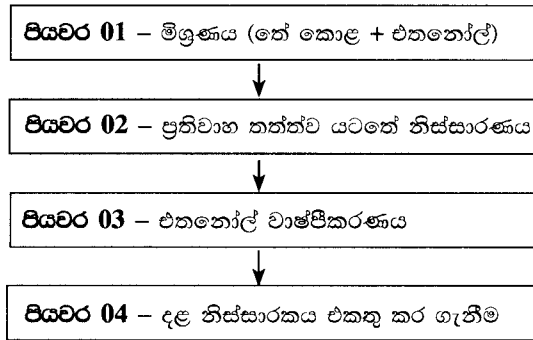 පියවර 01 – මිශ්‍රණය (තේ කොළ + එතනෝල්)
පියවර 02 – ප්‍රතිවාහ තත්ත්ව යටතේ නිස්සාරණය
පියවර 03 – එතනෝල් වාෂ්පීකරණය
පියවර 04 – දළ නිස්සාරකය එකතු කර ගැනීම